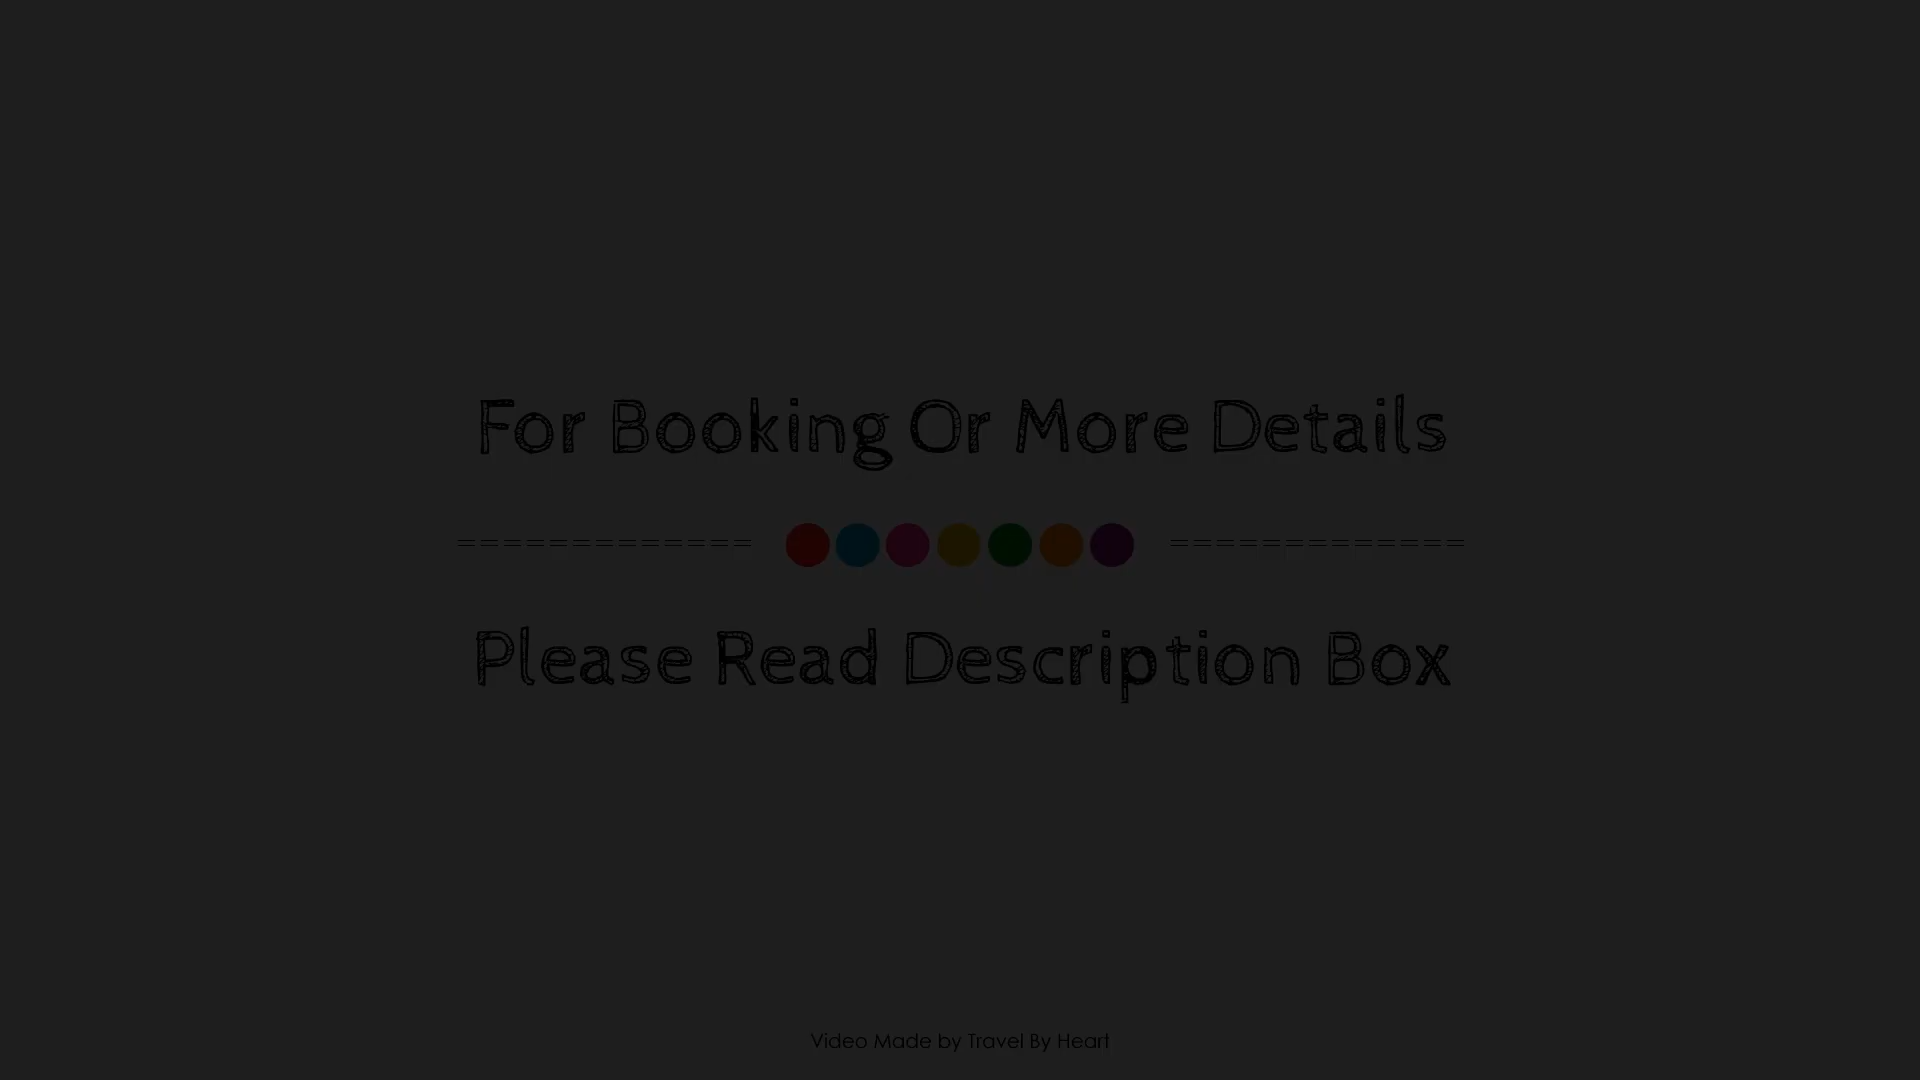 For Booking Or More Details
============= =============
Please Read Description Box
Video Made by Travel By Heart